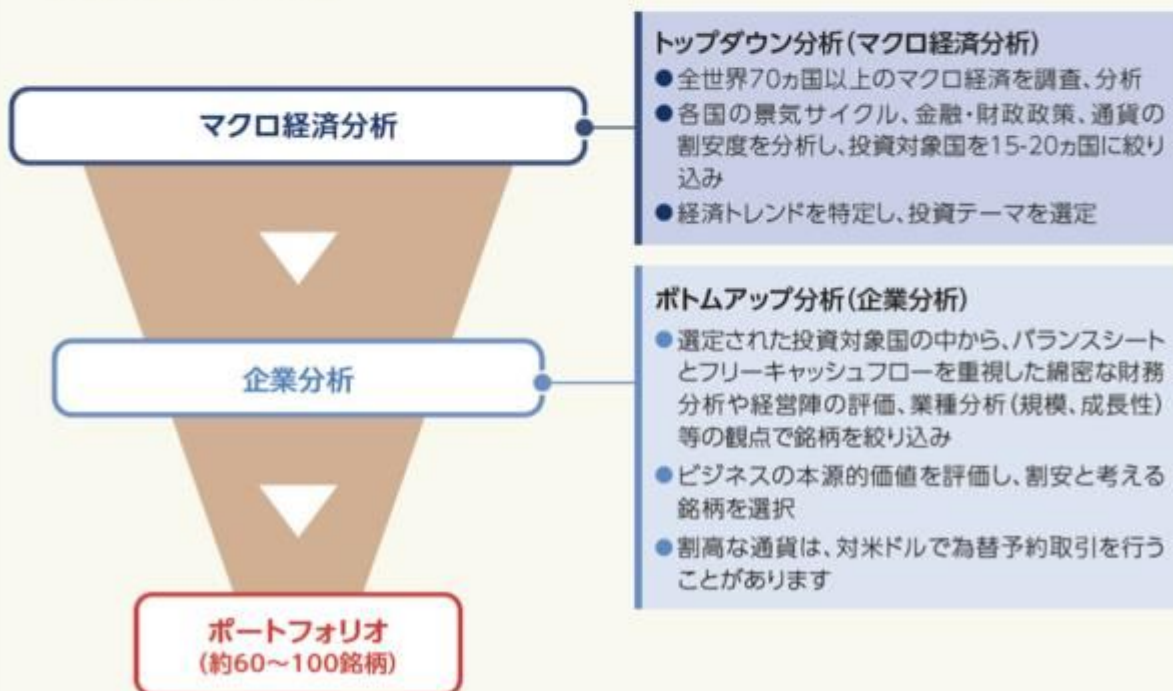 マクロ経済分析
トップダウン分析(マクロ経済分析)
●全世界70ヵ国以上のマクロ経済を調査、分析
●各国の景気サイクル、金融・財政政策、通貨の
割安度を分析し、投資対象国を15-20ヵ国に絞り
込み
●経済トレンドを特定し、投資テーマを選定
企業分析
ボトムアップ分析(企業分析)
●選定された投資対象国の中から、バランスシート
とフリーキャッシュフローを重視した綿密な財務
分析や経営陣の評価、業種分析(規模、成長性)
等の観点で銘柄を絞り込み
●ビジネスの本源的価値を評価し、割安と考える
銘柄を選択
●割高な通貨は、対米ドルで為替予約取引を行う
ことがあります
ポートフォリオ
(約60〜100銘柄)